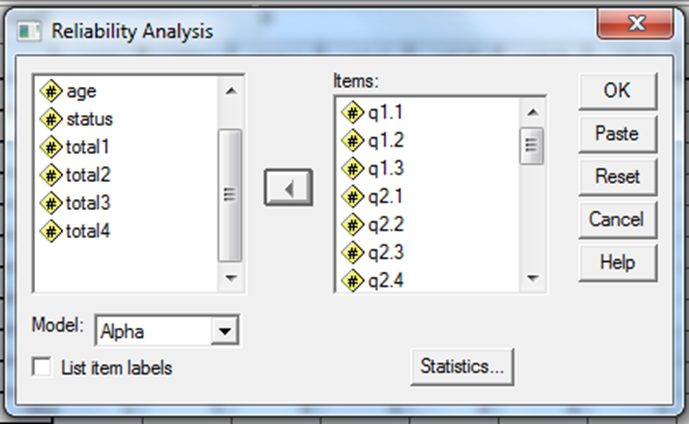 Reliability Analysis
age
status
total1
total2
total3
total4
Items:
q1.1
q1.2
q1.3
q2.1
q2.2
q2.3
q2.4
OK
Paste
Reset
Cancel
Help
Model: Alpha
List item labels
Statistics...